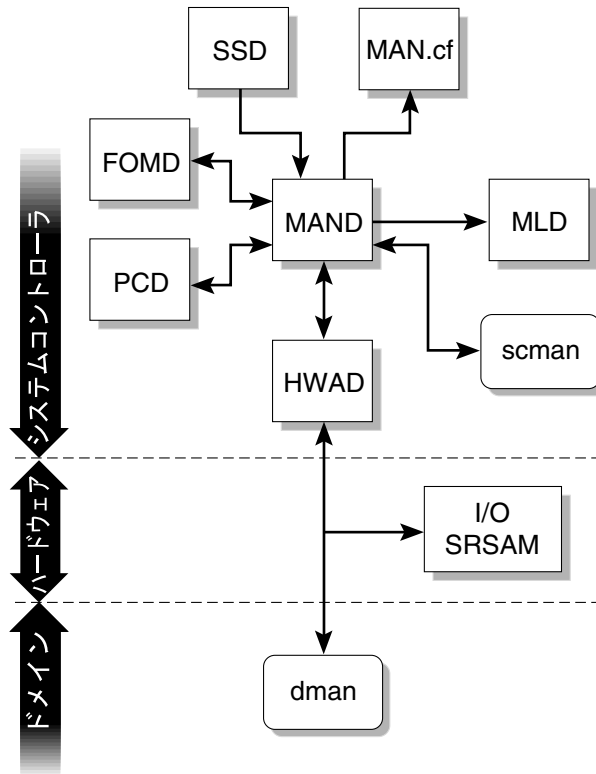 SSD
MAN.cf
FOMD
MAND
MLD
PCD
scman
HWAD
システムコントローラ
I/O
SRSAM
ハードウェア
dman
ドメイン